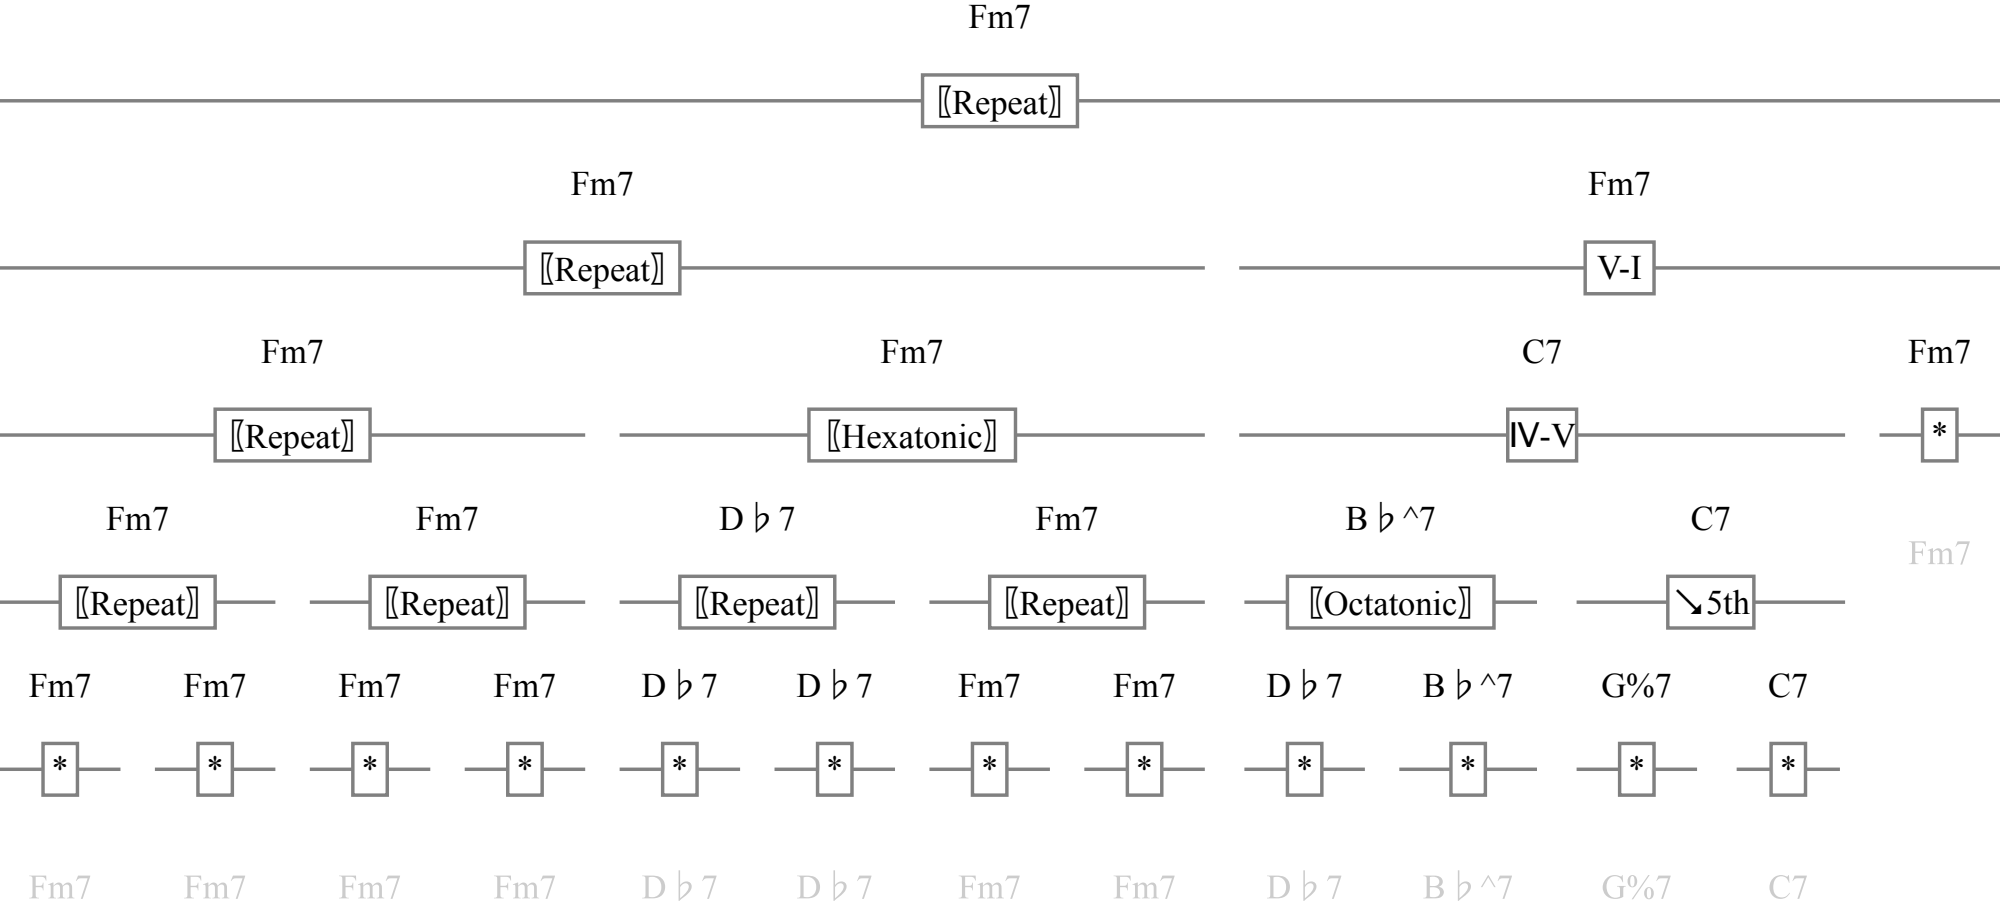 Fm7
⟦Repeat⟧
Fm7 Fm7
⟦Repeat⟧ V-I
Fm7 Fm7 C7 Fm7
⟦Repeat⟧ ⟦Hexatonic⟧ Ⅳ-V *
Fm7 Fm7 D♭7 Fm7 B♭^7 C7
Fm7
⟦Repeat⟧ ⟦Repeat⟧ ⟦Repeat⟧ ⟦Repeat⟧ ⟦Octatonic⟧ ↘5th
Fm7 Fm7 Fm7 Fm7 D♭7 D♭7 Fm7 Fm7 D♭7 B♭^7 G%7 C7
* * * * * * * * * * * *
Fm7 Fm7 Fm7 Fm7 D♭7 D♭7 Fm7 Fm7 D♭7 B♭^7 G%7 C7